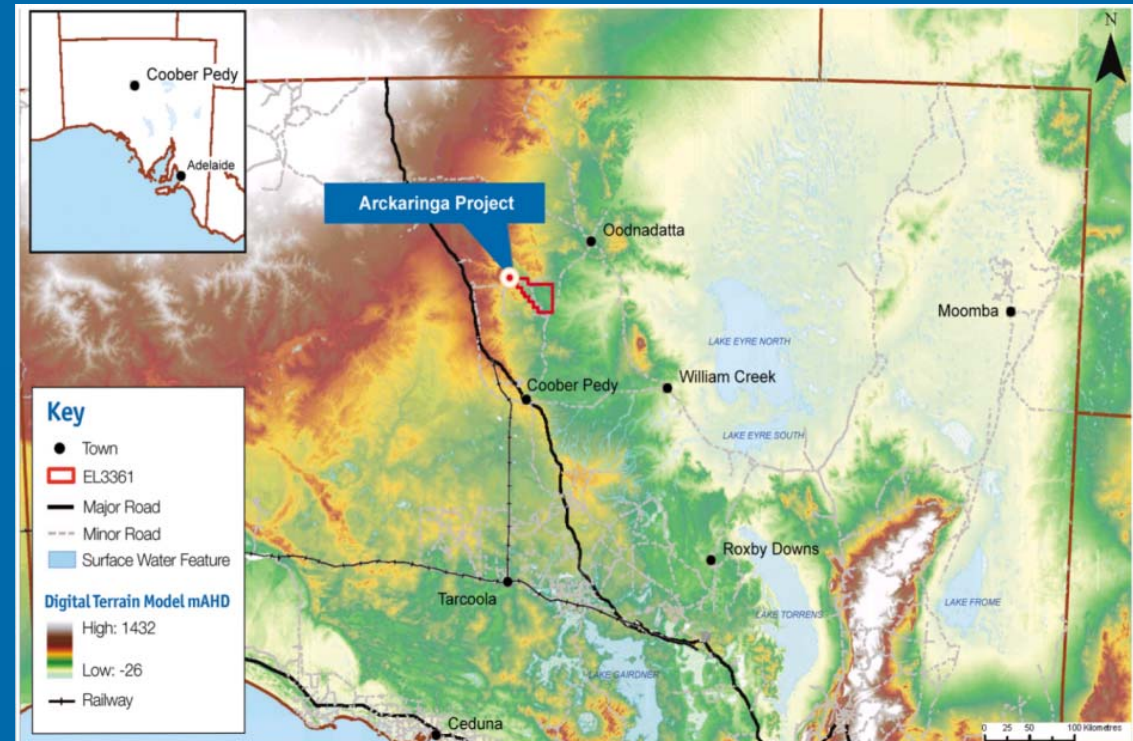 Coober Pedy
Adelaide
N
Arckaringa Project
Oodnadatta
Moomba
LAKE EYRE NORTH
William Creek
Coober Pedy
LAKE EYRE SOUTH
Roxby Downs
Tarcoola
LAKE TORRENS
LAKE FROME
LAKE GAIRDNER
Ceduna
Key
Town
EL3361
Major Road
Minor Road
Surface Water Feature
Digital Terrain Model mAHD
High: 1432
Low: -26
Railway
0 25 50 100 Kilometres